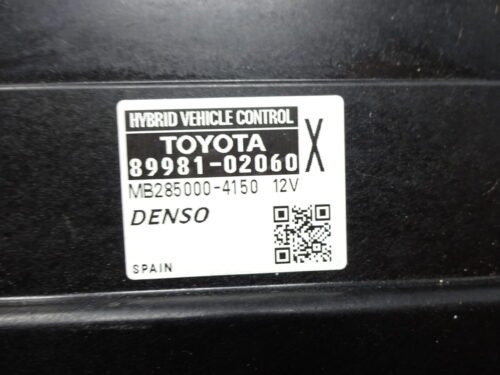 HYBRID VEHICLE CONTROL
TOYOTA
89981-02060 X
MB285000-4150 12V
DENSO
SPAIN